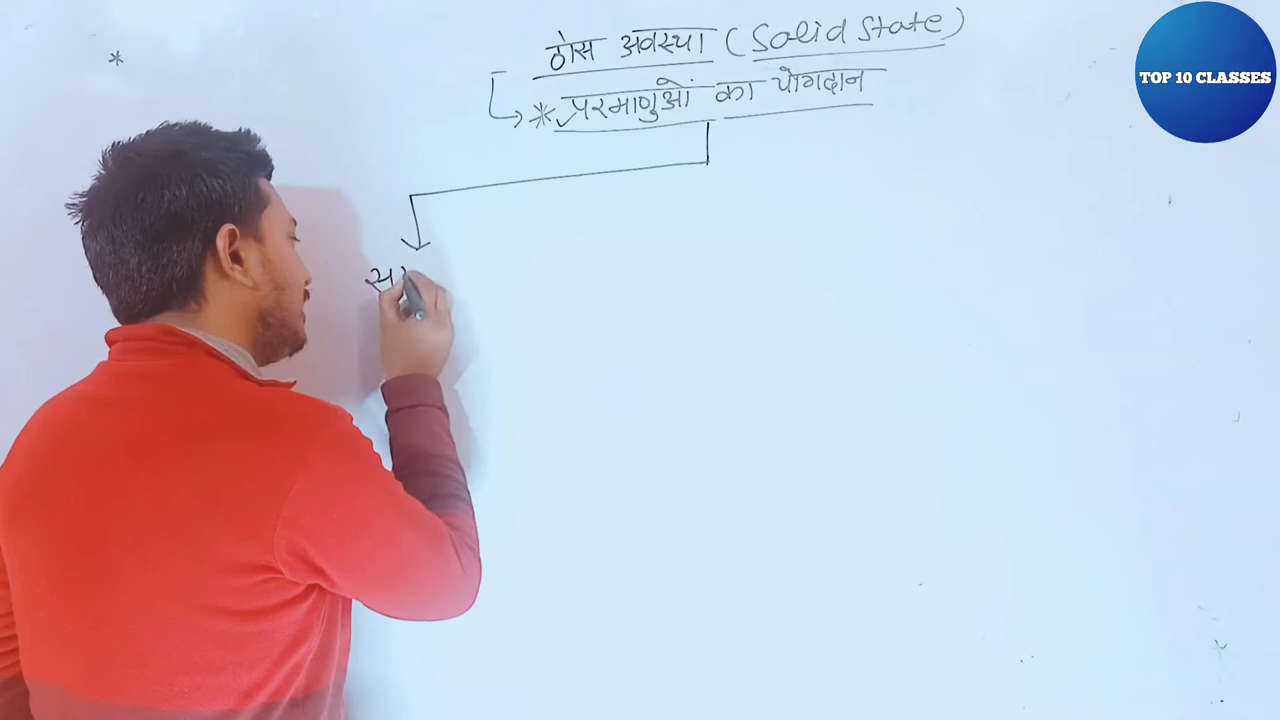 ठोस अवस्था (Solid State)
* परमाणुओं का योगदान
TOP 10 CLASSES
*